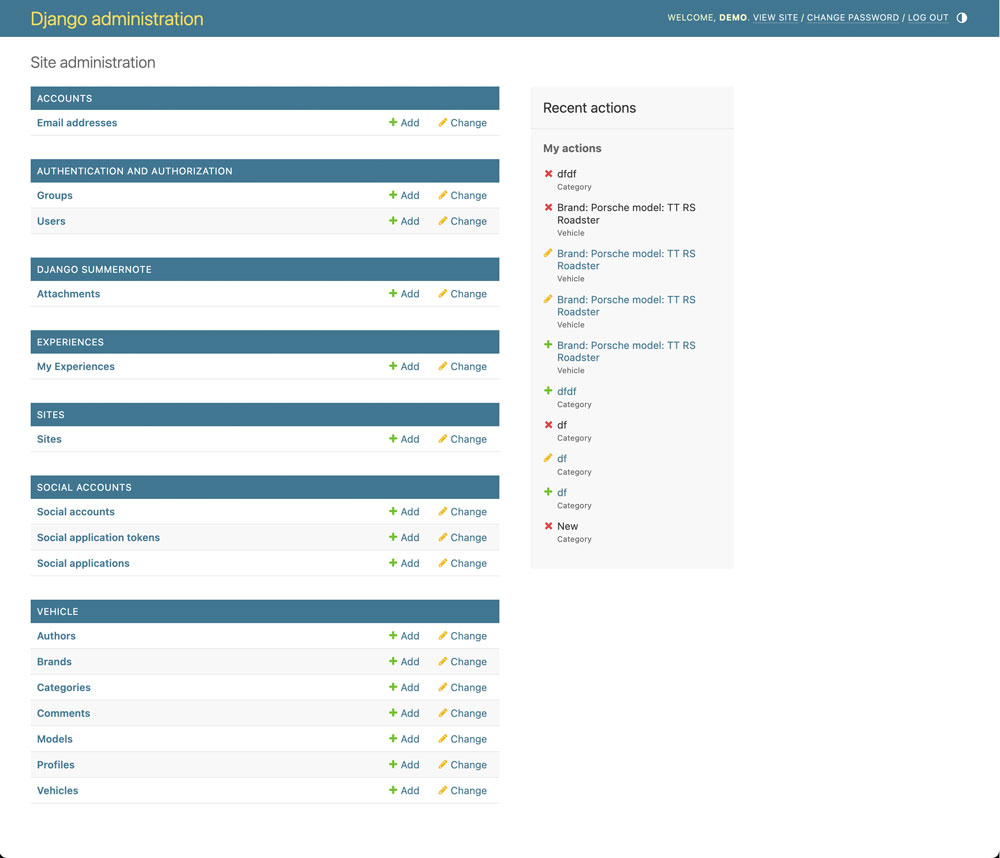 Django administration
WELCOME, DEMO. VIEW SITE / CHANGE PASSWORD / LOG OUT
Site administration
ACCOUNTS
Email addresses Add Change
AUTHENTICATION AND AUTHORIZATION
Groups Add Change
Users Add Change
DJANGO SUMMERNOTE
Attachments Add Change
EXPERIENCES
My Experiences Add Change
SITES
Sites Add Change
SOCIAL ACCOUNTS
Social accounts Add Change
Social application tokens Add Change
Social applications Add Change
VEHICLE
Authors Add Change
Brands Add Change
Categories Add Change
Comments Add Change
Models Add Change
Profiles Add Change
Vehicles Add Change
Recent actions
My actions
dfdf
Category
Brand: Porsche model: TT RS
Roadster
Vehicle
Brand: Porsche model: TT RS
Roadster
Vehicle
Brand: Porsche model: TT RS
Roadster
Vehicle
Brand: Porsche model: TT RS
Roadster
Vehicle
dfdf
Category
df
Category
df
Category
df
Category
New
Category